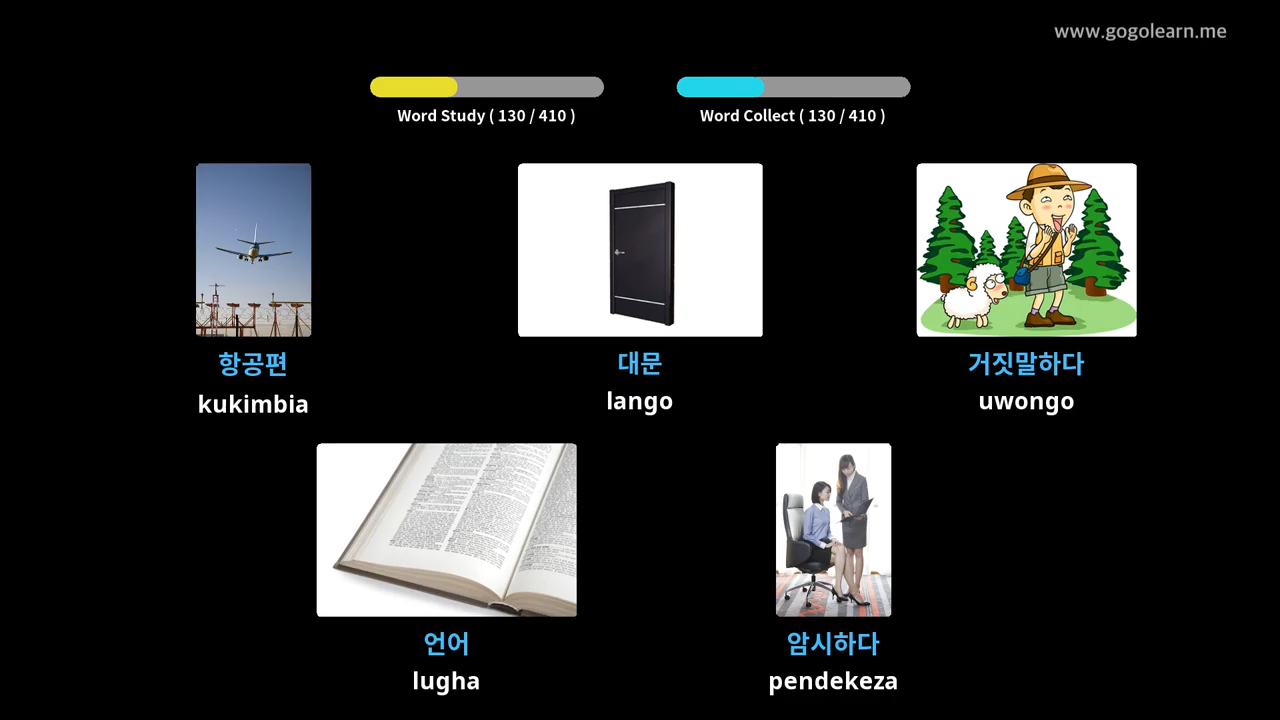 www.gogolearn.me
Word Study ( 130 / 410 )
Word Collect ( 130 / 410 )
항공편
kukimbia
대문
lango
거짓말하다
uwongo
언어
lugha
암시하다
pendekeza